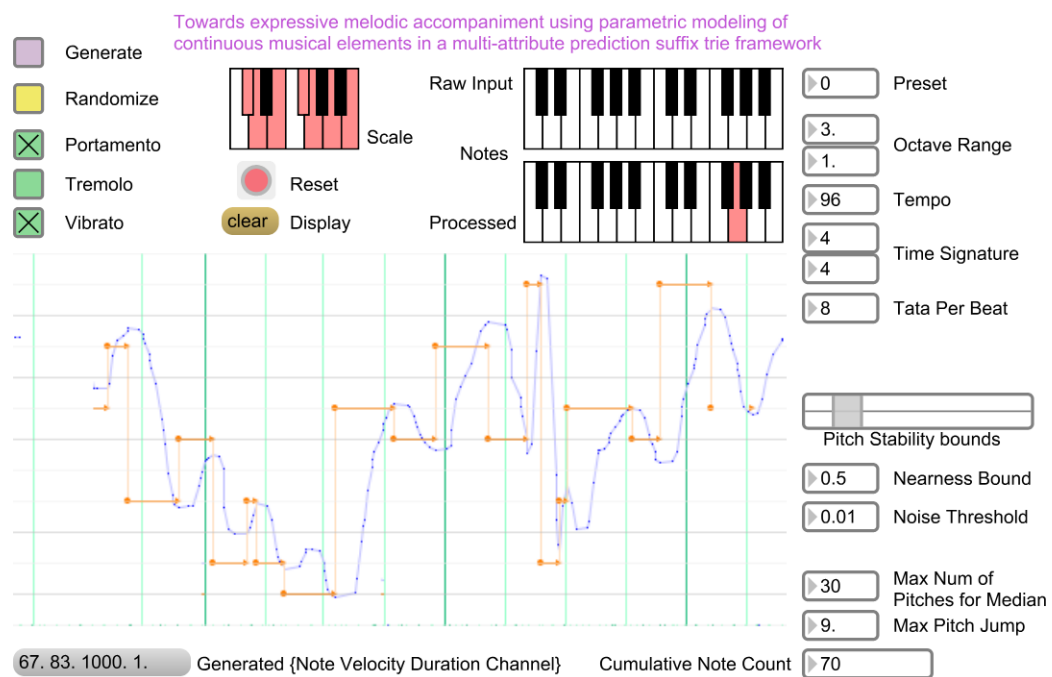 Towards expressive melodic accompaniment using parametric modeling of
continuous musical elements in a multi-attribute prediction suffix trie framework
Generate
Randomize
Portamento
Tremolo
Vibrato
Scale
Reset
clear Display
Raw Input
Notes
Processed
0 Preset
3.
1.
Octave Range
96 Tempo
4
4
Time Signature
8 Tata Per Beat
Pitch Stability bounds
0.5 Nearness Bound
0.01 Noise Threshold
30 Max Num of
Pitches for Median
9. Max Pitch Jump
67. 83. 1000. 1. Generated {Note Velocity Duration Channel} Cumulative Note Count 70